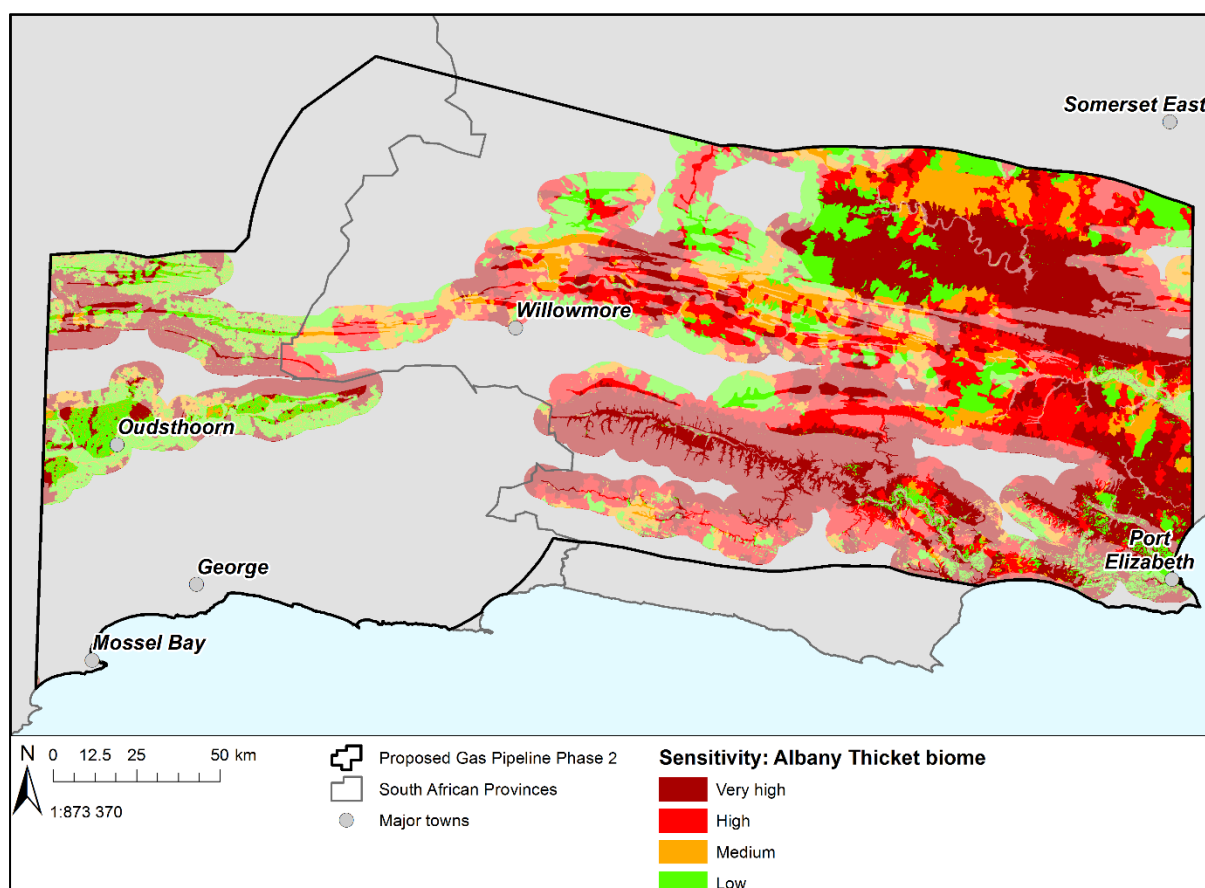 Somerset East
Willowmore
Oudsthoorn
Port
Elizabeth
George
Mossel Bay
N 0 12.5 25 50 km
1:873 370
Proposed Gas Pipeline Phase 2
South African Provinces
Major towns
Sensitivity: Albany Thicket biome
Very high
High
Medium
Low